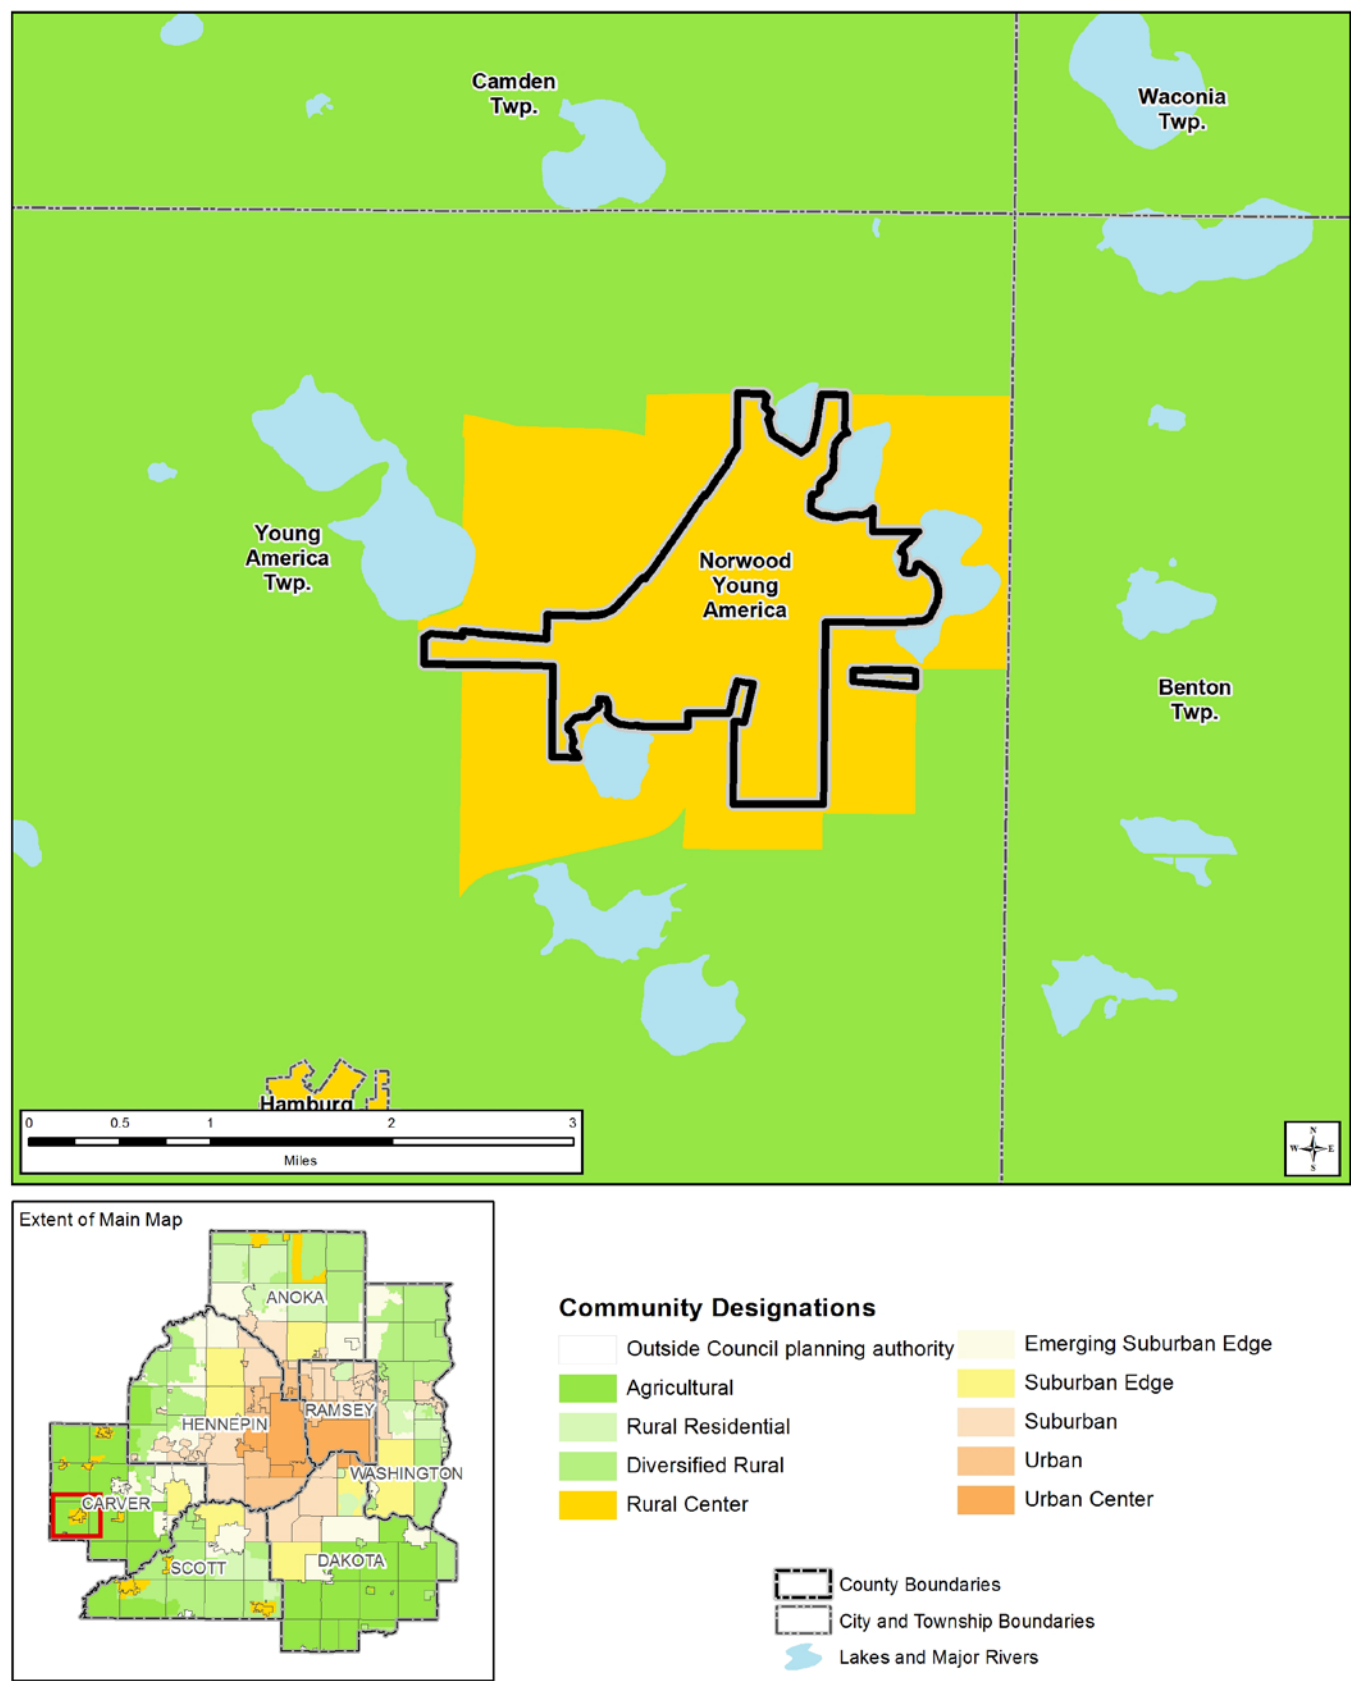 Camden
Twp.
Waconia
Twp.
Young
America
Twp.
Norwood
Young
America
Benton
Twp.
Hamburg
0 0.5 1 2 3
Miles
N
W E
S
Extent of Main Map
ANOKA
HENNEPIN
RAMSEY
WASHINGTON
CARVER
SCOTT
DAKOTA
Community Designations
Outside Council planning authority
Agricultural
Rural Residential
Diversified Rural
Rural Center
Emerging Suburban Edge
Suburban Edge
Suburban
Urban
Urban Center
County Boundaries
City and Township Boundaries
Lakes and Major Rivers